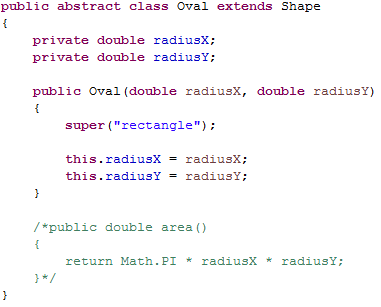 public abstract class Oval extends Shape
{
    private double radiusX;
    private double radiusY;

    public Oval(double radiusX, double radiusY)
    {
        super("rectangle");

        this.radiusX = radiusX;
        this.radiusY = radiusY;
    }

    /*public double area()
    {
        return Math.PI * radiusX * radiusY;
    }*/
}